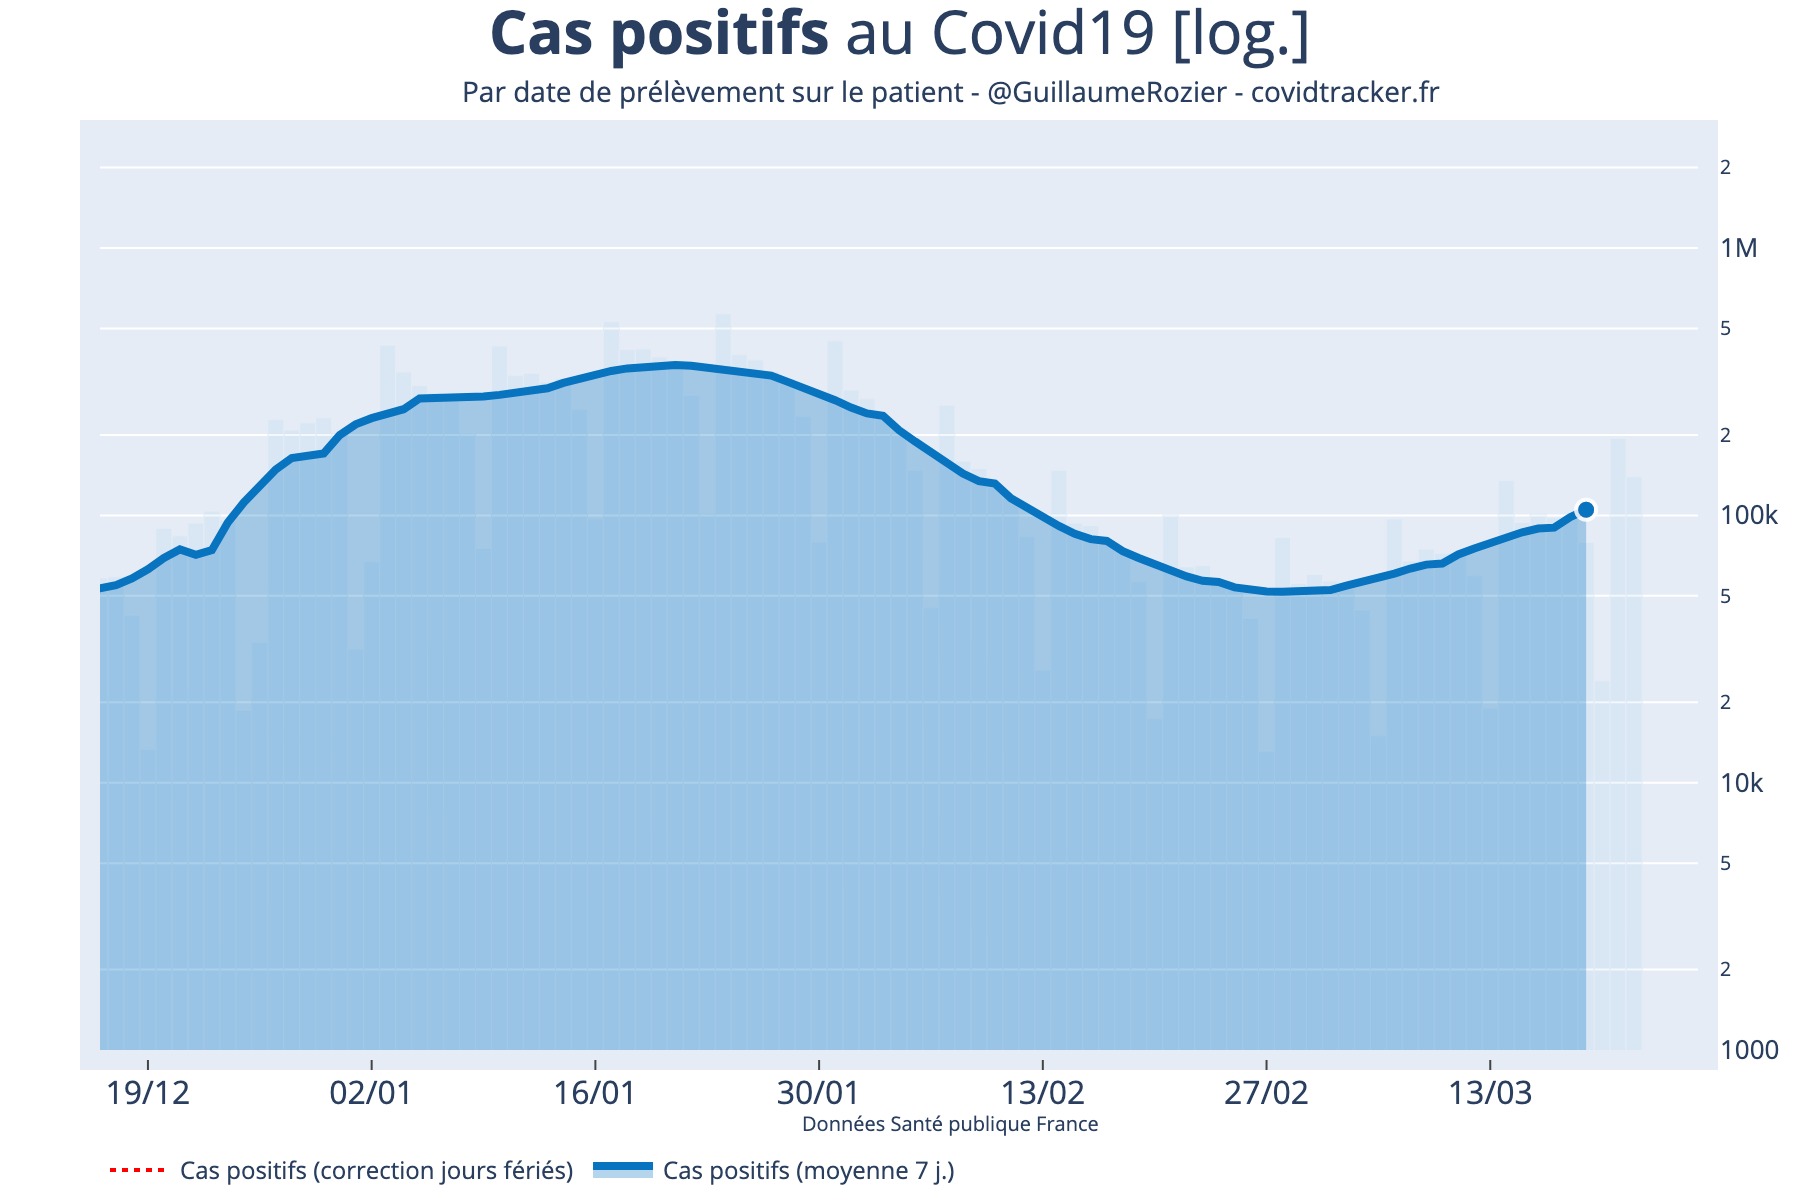 Cas positifs au Covid19 [log.]
Par date de prélèvement sur le patient - @GuillaumeRozier - covidtracker.fr
2
1M
5
2
100k
5
2
10k
5
2
1000
19/12 02/01 16/01 30/01 13/02 27/02 13/03
Données Santé publique France
Cas positifs (correction jours fériés) Cas positifs (moyenne 7 j.)